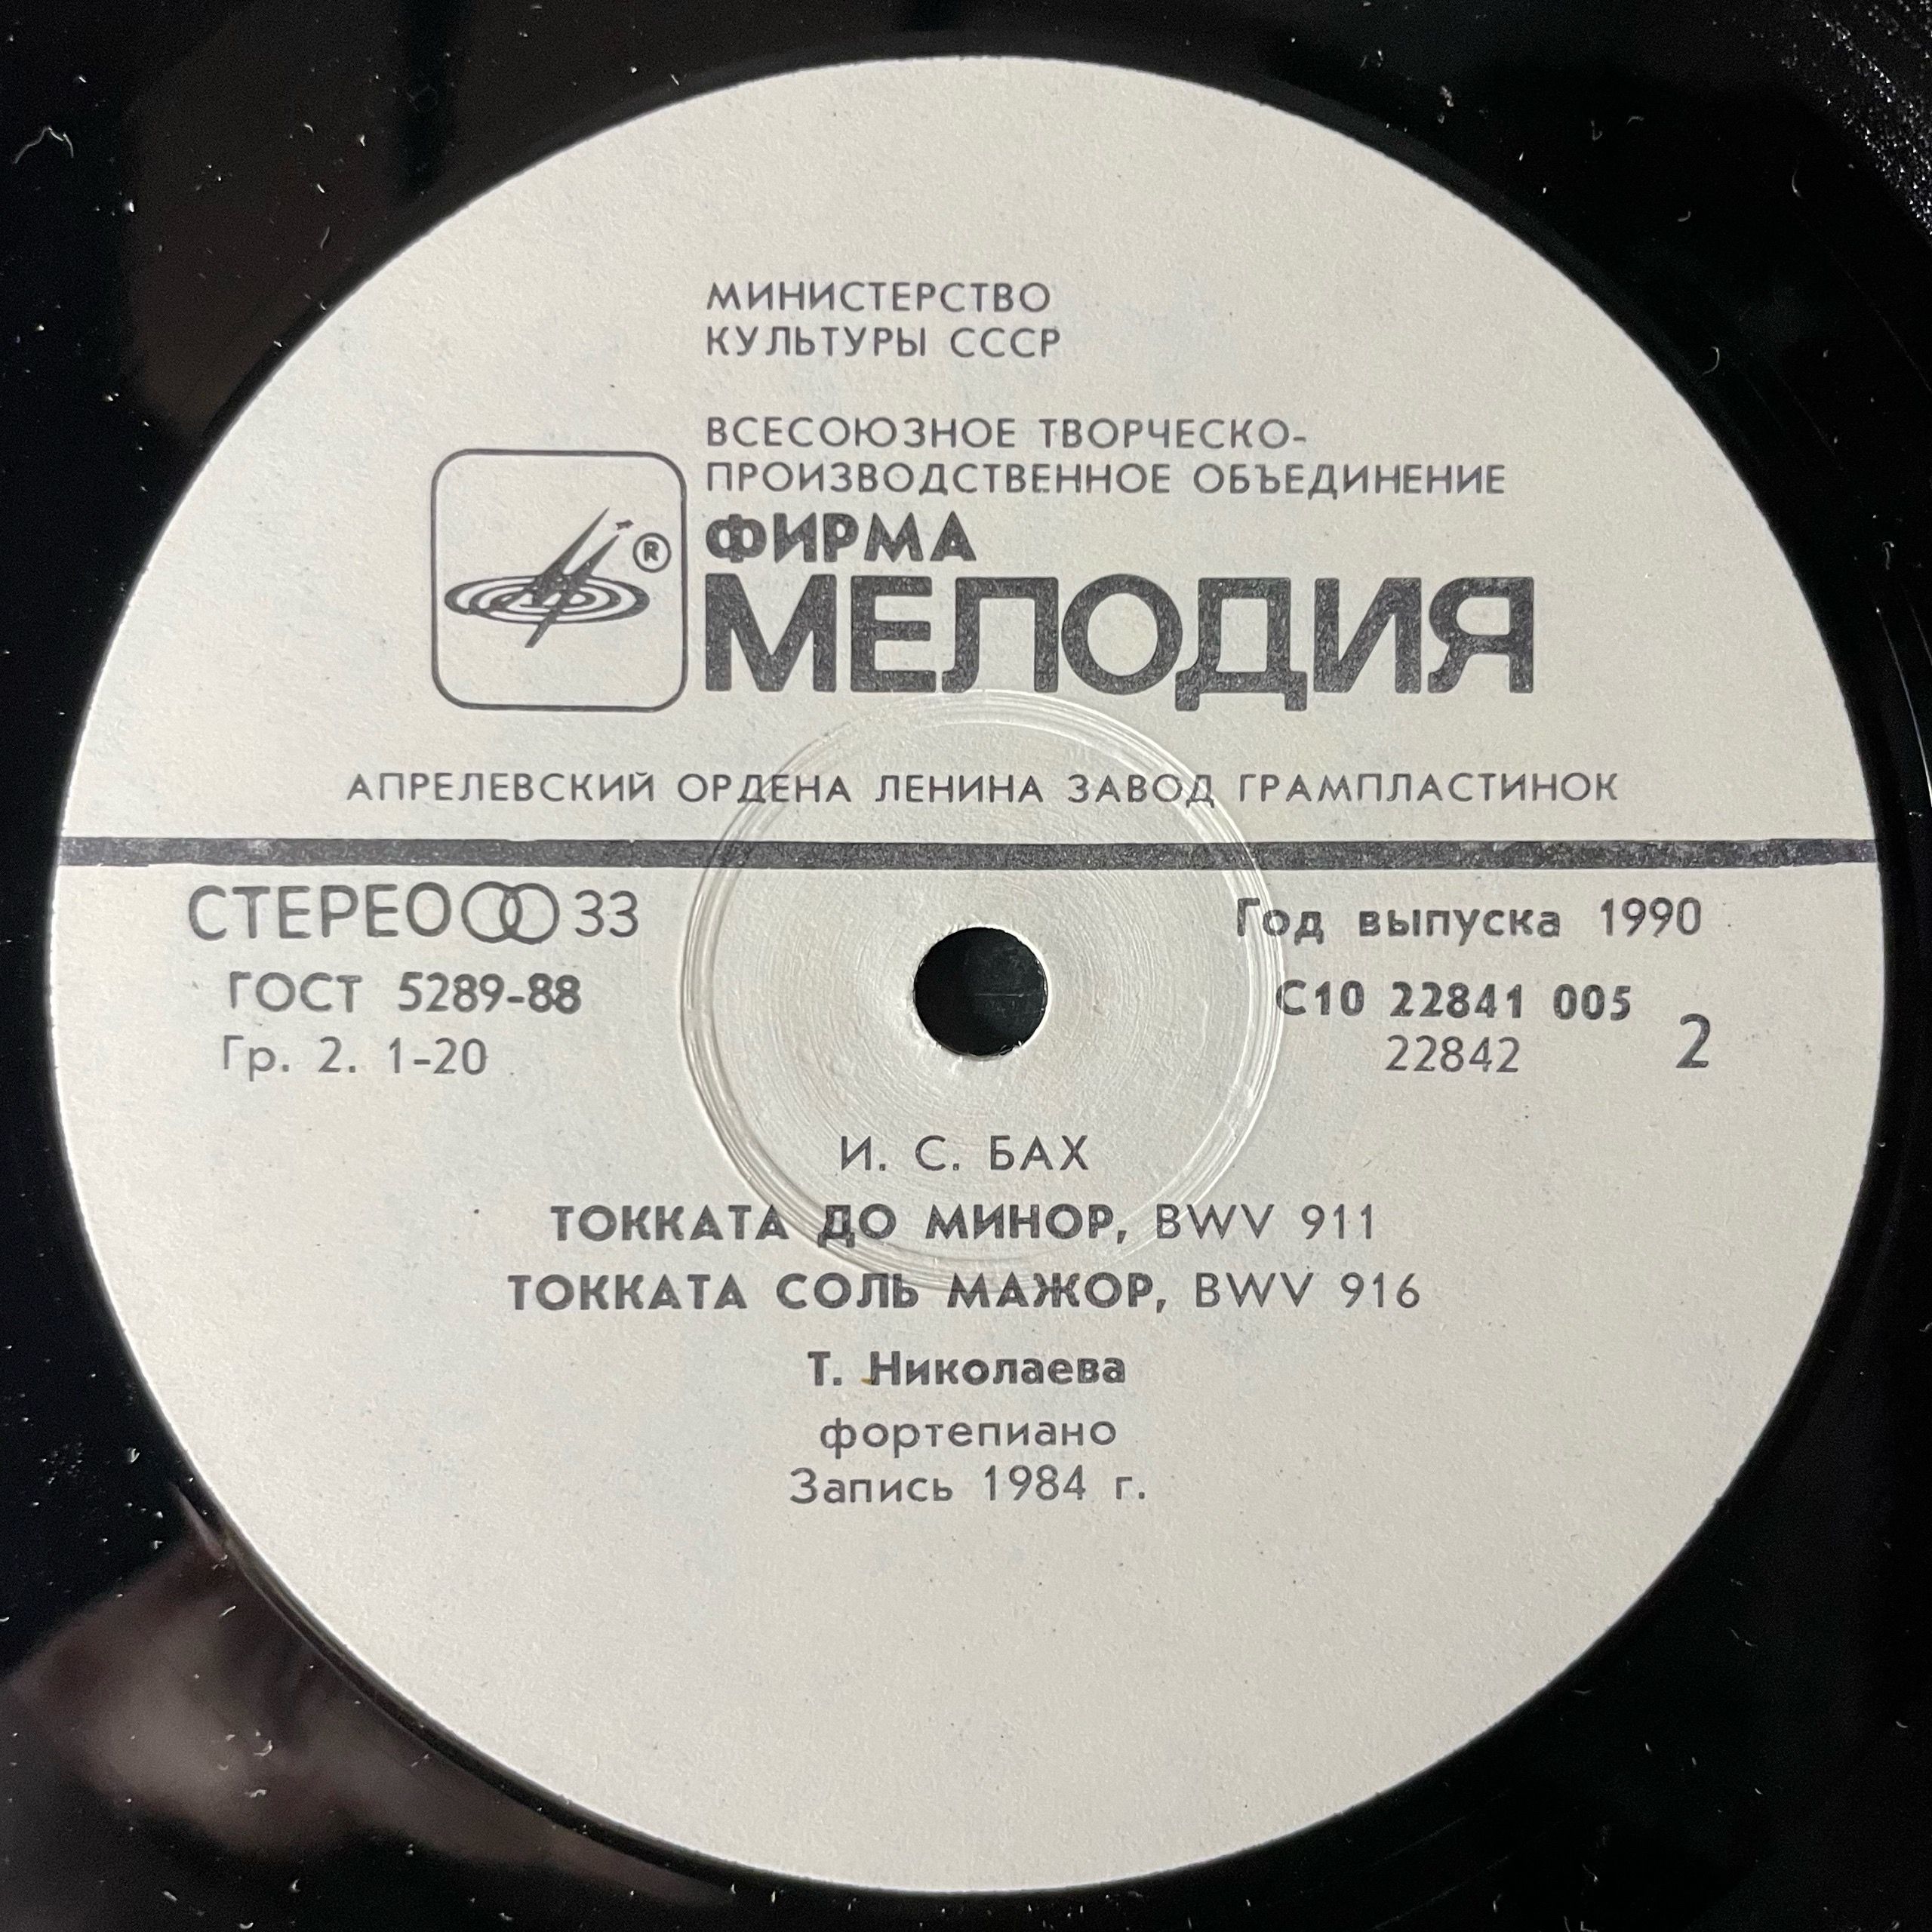 МИНИСТЕРСТВО
КУЛЬТУРЫ СССР
ВСЕСОЮЗНОЕ ТВОРЧЕСКО-
ПРОИЗВОДСТВЕННОЕ ОБЪЕДИНЕНИЕ
ФИРМА
®
МЕЛОДИЯ
АПРЕЛЕВСКИЙ ОРДЕНА ЛЕНИНА ЗАВОД ГРАМПЛАСТИНОК
СТЕРЕО 33
Год выпуска 1990
ГОСТ 5289-88
С10 22841 005
Гр. 2. 1-20
22842
2
И. С. БАХ
ТОККАТА ДО МИНОР, BWV 911
ТОККАТА СОЛЬ МАЖОР, BWV 916
Т. Николаева
фортепиано
Запись 1984 г.